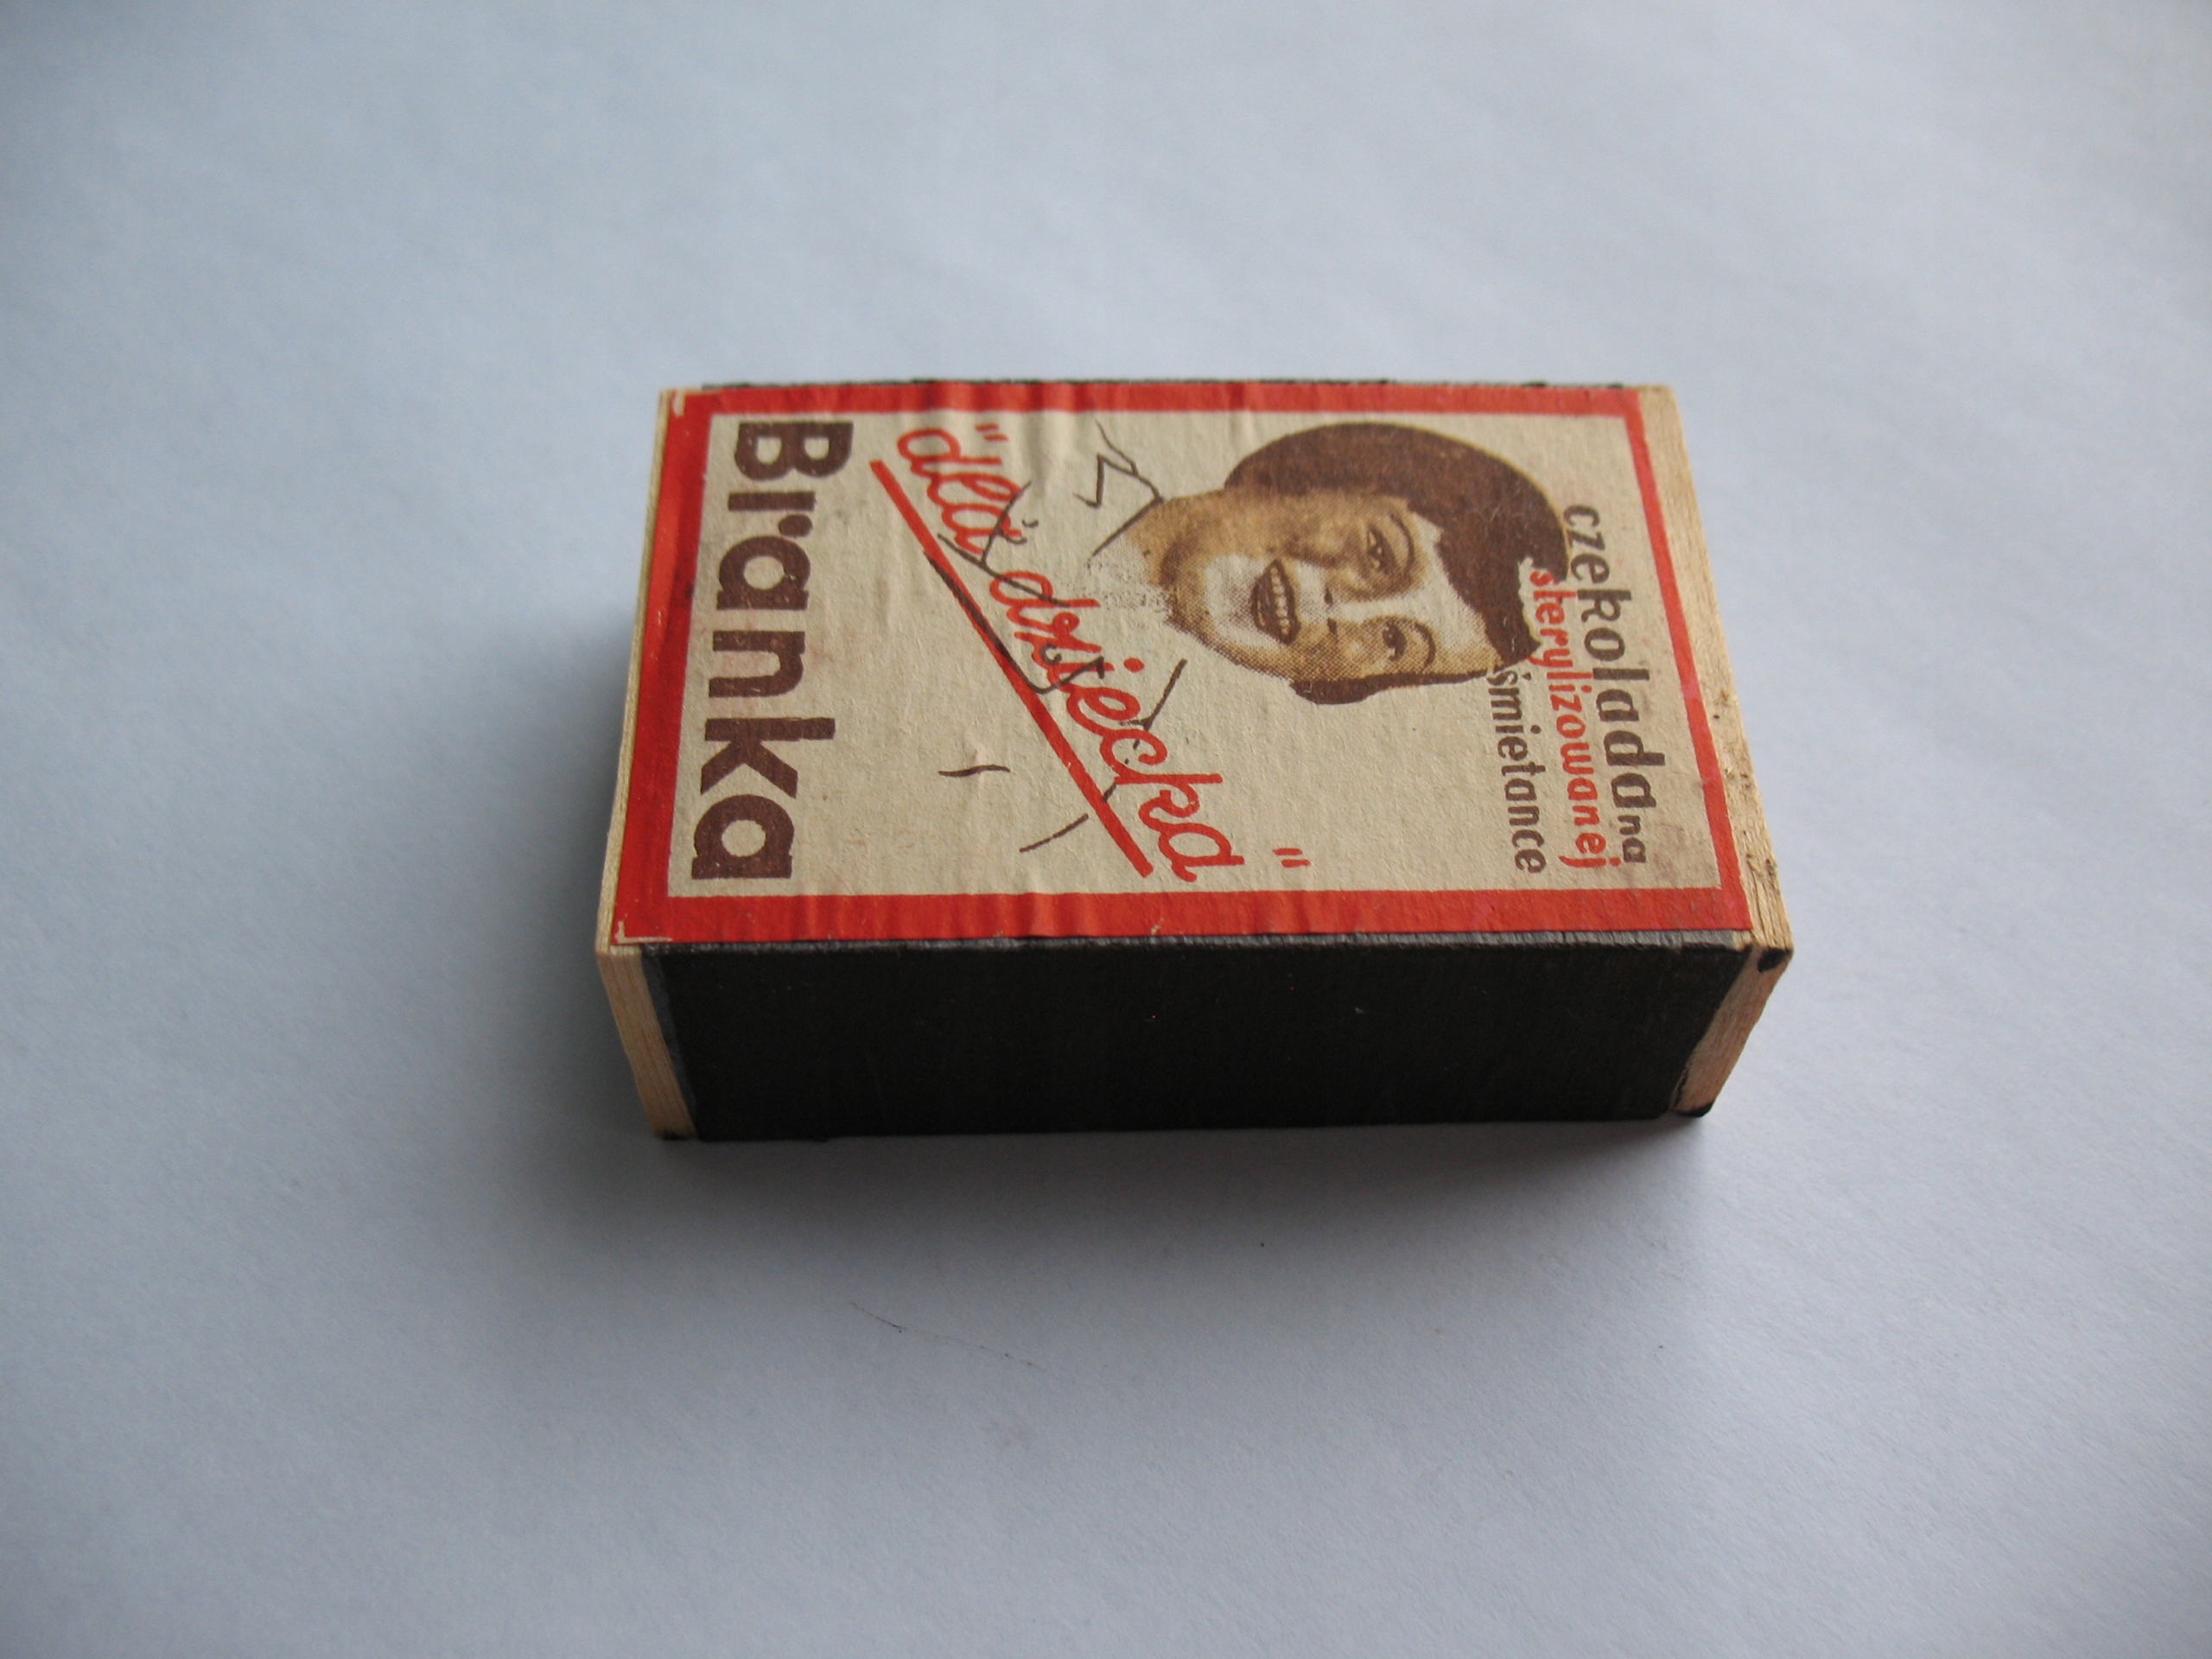 czekolada na
sterylizowanej
śmietance
"dla dziecka"
Branka